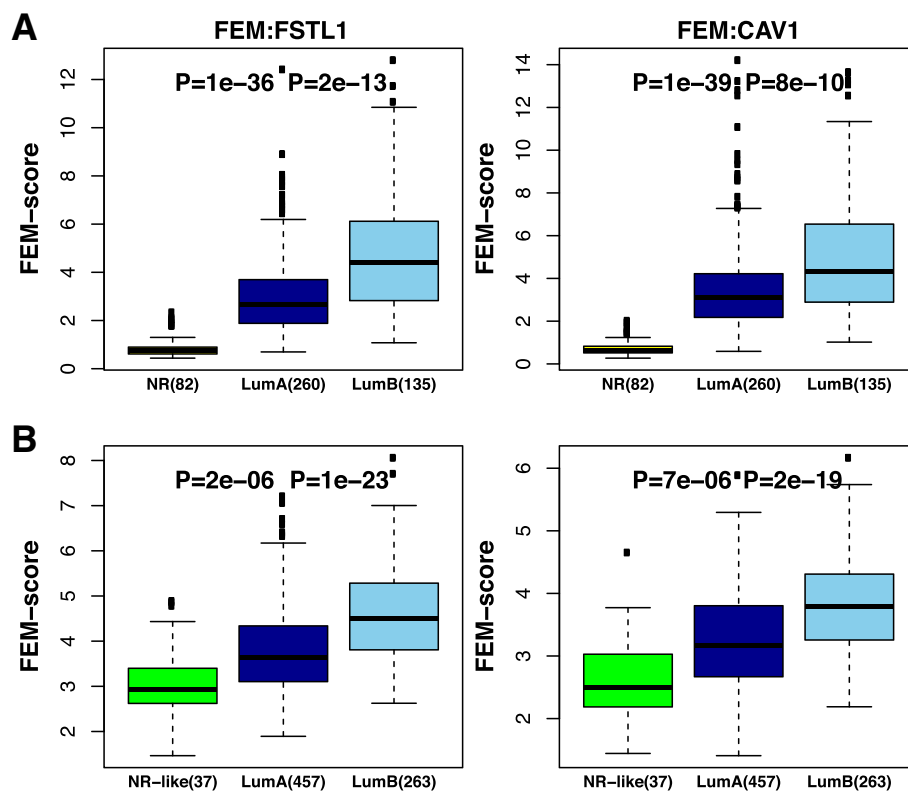 A
FEM:FSTL1
FEM:CAV1
P=1e−36 P=2e−13
P=1e−39 P=8e−10
FEM−score
0 2 4 6 8 10 12
FEM−score
0 2 4 6 8 10 12 14
NR(82) LumA(260) LumB(135)
NR(82) LumA(260) LumB(135)
B
P=2e−06 P=1e−23
P=7e−06 P=2e−19
FEM−score
2 3 4 5 6 7 8
FEM−score
2 3 4 5 6
NR−like(37) LumA(457) LumB(263)
NR−like(37) LumA(457) LumB(263)